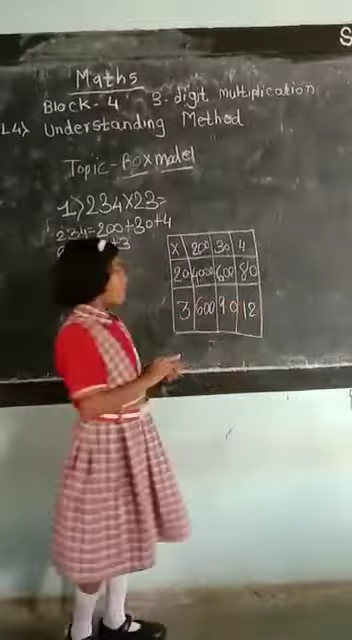 S
Maths
Block-4 3-digit multiplication
L4> Understanding Method
Topic-Box model
1> 234×23=
234=200+30+4
+3
X 200 30 4
20 4000 600 80
3 600 90 12